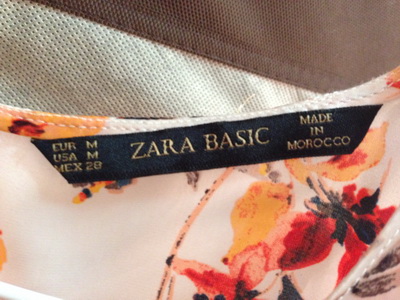 EUR M
USA M
MEX 28
ZARA BASIC
MADE
IN
MOROCCO